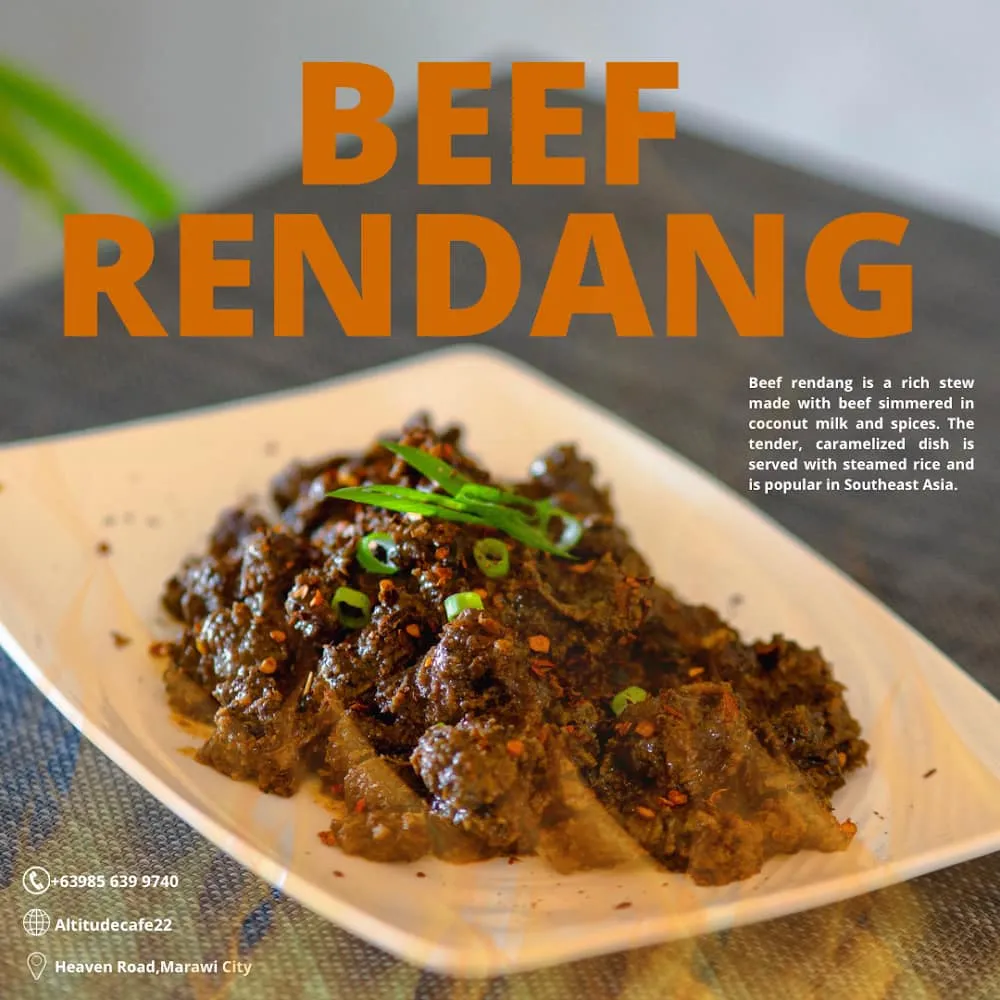 BEEF
RENDANG
Beef rendang is a rich stew
made with beef simmered in
coconut milk and spices. The
tender, caramelized dish is
served with steamed rice and
is popular in Southeast Asia.
+63985 639 9740
Altitudecafe22
Heaven Road,Marawi City